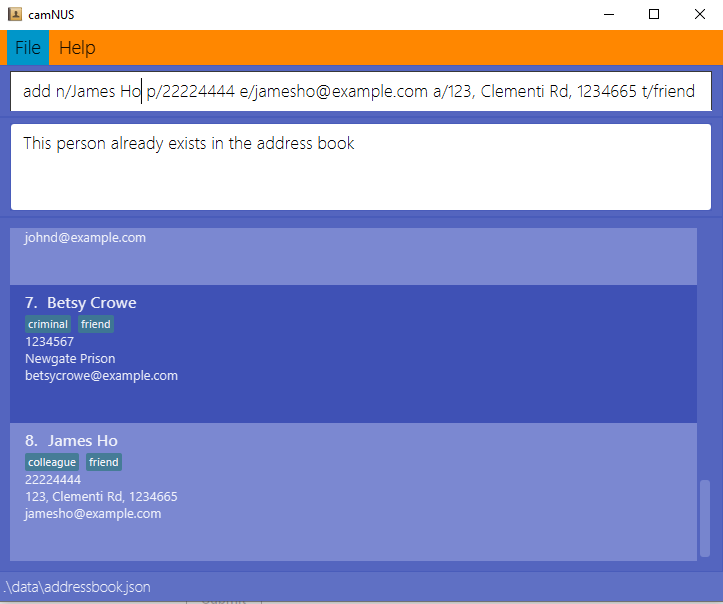 camNUS
File Help
add n/James Ho p/22224444 e/jamesho@example.com a/123, Clementi Rd, 1234665 t/friend
This person already exists in the address book
johnd@example.com
7. Betsy Crowe
criminal friend
1234567
Newgate Prison
betsycrowe@example.com
8. James Ho
colleague friend
22224444
123, Clementi Rd, 1234665
jamesho@example.com
.\data\addressbook.json